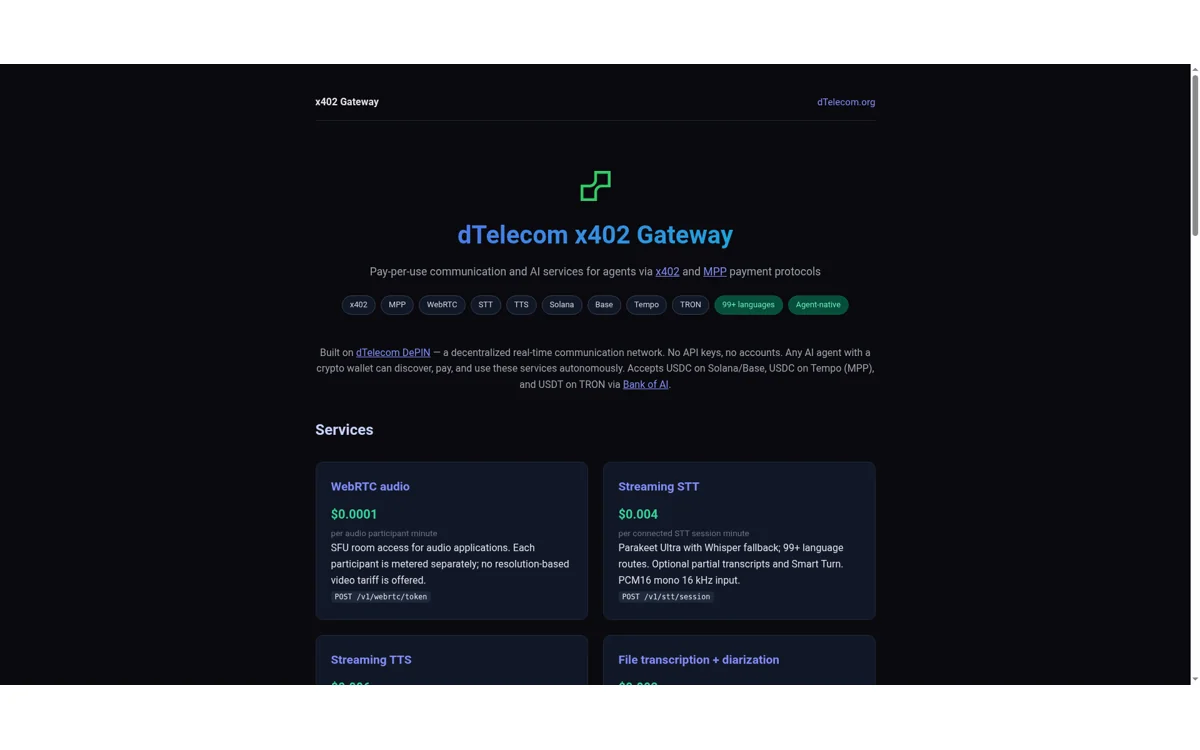 x402 Gateway
dTelecom.org
dTelecom x402 Gateway
Pay-per-use communication and AI services for agents via x402 and MPP payment protocols
x402 MPP WebRTC STT TTS Solana Base Tempo TRON 99+ languages Agent-native
Built on dTelecom DePIN — a decentralized real-time communication network. No API keys, no accounts. Any AI agent with a
crypto wallet can discover, pay, and use these services autonomously. Accepts USDC on Solana/Base, USDC on Tempo (MPP),
and USDT on TRON via Bank of AI.
Services
WebRTC audio
$0.0001
per audio participant minute
SFU room access for audio applications. Each
participant is metered separately; no resolution-based
video tariff is offered.
POST /v1/webrtc/token
Streaming STT
$0.004
per connected STT session minute
Parakeet Ultra with Whisper fallback; 99+ language
routes. Optional partial transcripts and Smart Turn.
PCM16 mono 16 kHz input.
POST /v1/stt/session
Streaming TTS
File transcription + diarization